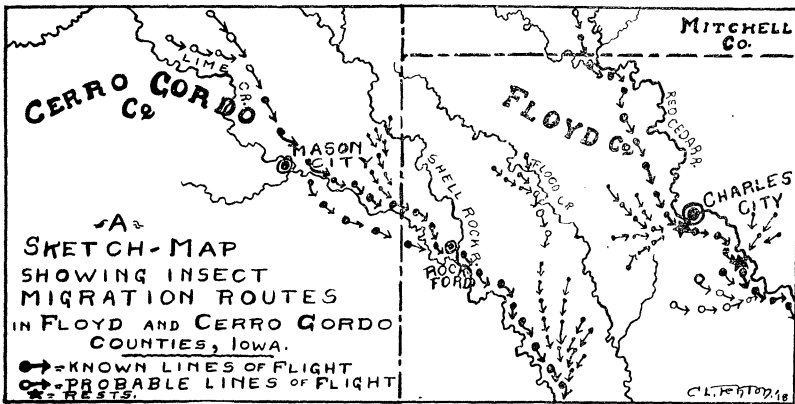 MITCHELL
CO.
LIME CR.
CERRO GORDO
CO
FLOYD CO
RED CEDAR R.
MASON
CITY
SHELL ROCK R.
FLOOD CR.
CHARLES
CITY
ROCK
FORD
-A-
SKETCH-MAP
SHOWING INSECT
MIGRATION ROUTES
IN FLOYD AND CERRO GORDO
COUNTIES, IOWA.
=KNOWN LINES OF FLIGHT
=PROBABLE LINES OF FLIGHT
=RESTS.
C.L. Fenton, '18